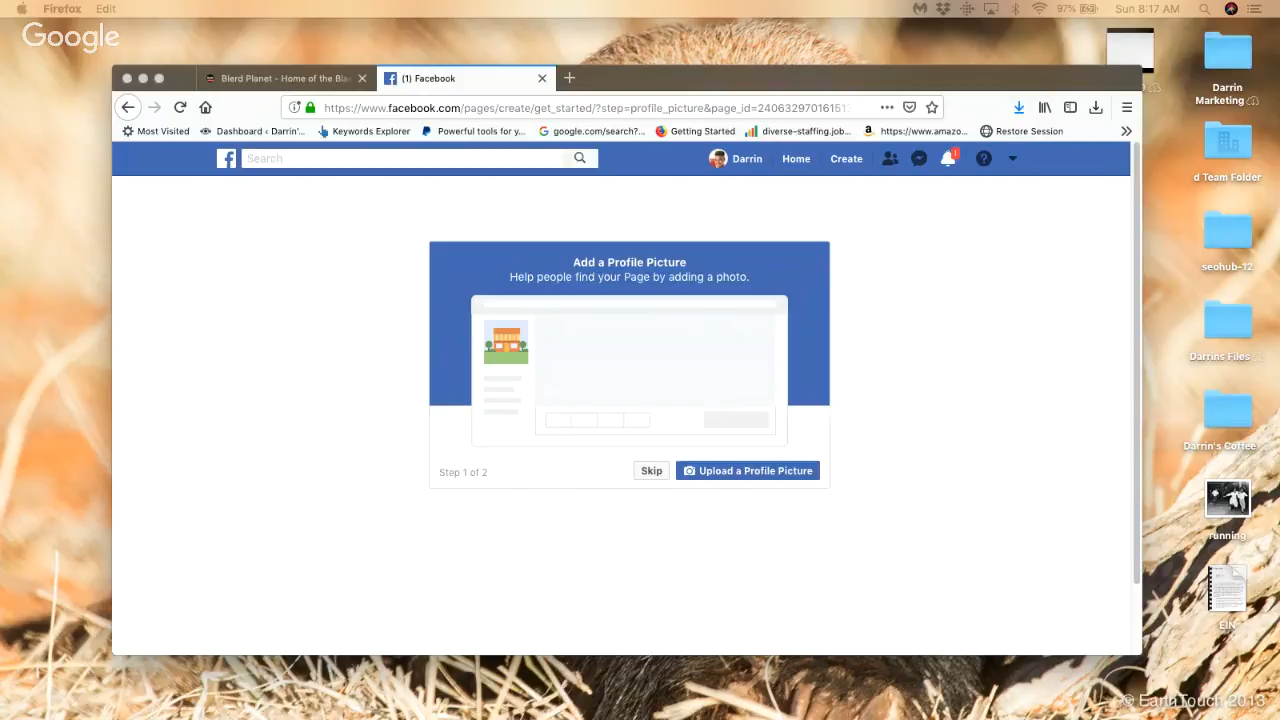 Firefox Edit
97% Sun 8:17 AM
Google
Blerd Planet - Home of the Bla
(1) Facebook
https://www.facebook.com/pages/create/get_started/?step=profile_picture&page_id=240632970161513
Most Visited Dashboard ‹ Darrin'... Keywords Explorer Powerful tools for y... google.com/search?... Getting Started diverse-staffing.job... https://www.amazo... Restore Session
Search
Darrin Home Create 1
Add a Profile Picture
Help people find your Page by adding a photo.
Step 1 of 2
Skip
Upload a Profile Picture
Darrin
Marketing
d Team Folder
seohub-12
Darrins Files
Darrin's Coffee
running
EIN
© EarthTouch 2013